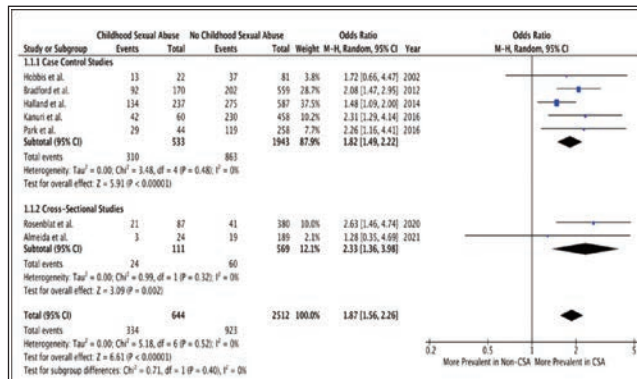 Childhood Sexual Abuse No Childhood Sexual Abuse Odds Ratio Odds Ratio
Study or Subgroup Events Total Events Total Weight M-H, Random, 95% CI Year M-H, Random, 95% CI
1.1.1 Case Control Studies
Hobbis et al. 13 22 37 81 3.8% 1.72 [0.66, 4.47] 2002
Bradford et al. 92 170 202 559 28.7% 2.08 [1.47, 2.95] 2012
Halland et al. 134 237 275 587 37.7% 1.48 [1.09, 2.00] 2014
Kanuri et al. 42 60 230 458 10.0% 2.31 [1.29, 4.14] 2016
Park et al. 29 44 119 258 7.7% 2.26 [1.16, 4.41] 2016
Subtotal (95% CI) 533 1943 87.9% 1.82 [1.49, 2.22]
Total events 310 863
Heterogeneity: Tau² = 0.00; Chi² = 3.48, df = 4 (P = 0.48); I² = 0%
Test for overall effect: Z = 5.91 (P < 0.00001)
1.1.2 Cross-Sectional Studies
Rosenblat et al. 21 87 41 380 10.0% 2.63 [1.46, 4.74] 2020
Almeida et al. 3 24 19 189 2.1% 1.28 [0.35, 4.69] 2021
Subtotal (95% CI) 111 569 12.1% 2.33 [1.36, 3.98]
Total events 24 60
Heterogeneity: Tau² = 0.00; Chi² = 0.99, df = 1 (P = 0.32); I² = 0%
Test for overall effect: Z = 3.09 (P = 0.002)
Total (95% CI) 644 2512 100.0% 1.87 [1.56, 2.26]
Total events 334 923
Heterogeneity: Tau² = 0.00; Chi² = 5.18, df = 6 (P = 0.52); I² = 0%
Test for overall effect: Z = 6.61 (P < 0.00001)
Test for subgroup differences: Chi² = 0.71, df = 1 (P = 0.40), I² = 0%
0.2 0.5 1 2 5
More Prevalent in Non-CSA More Prevalent in CSA